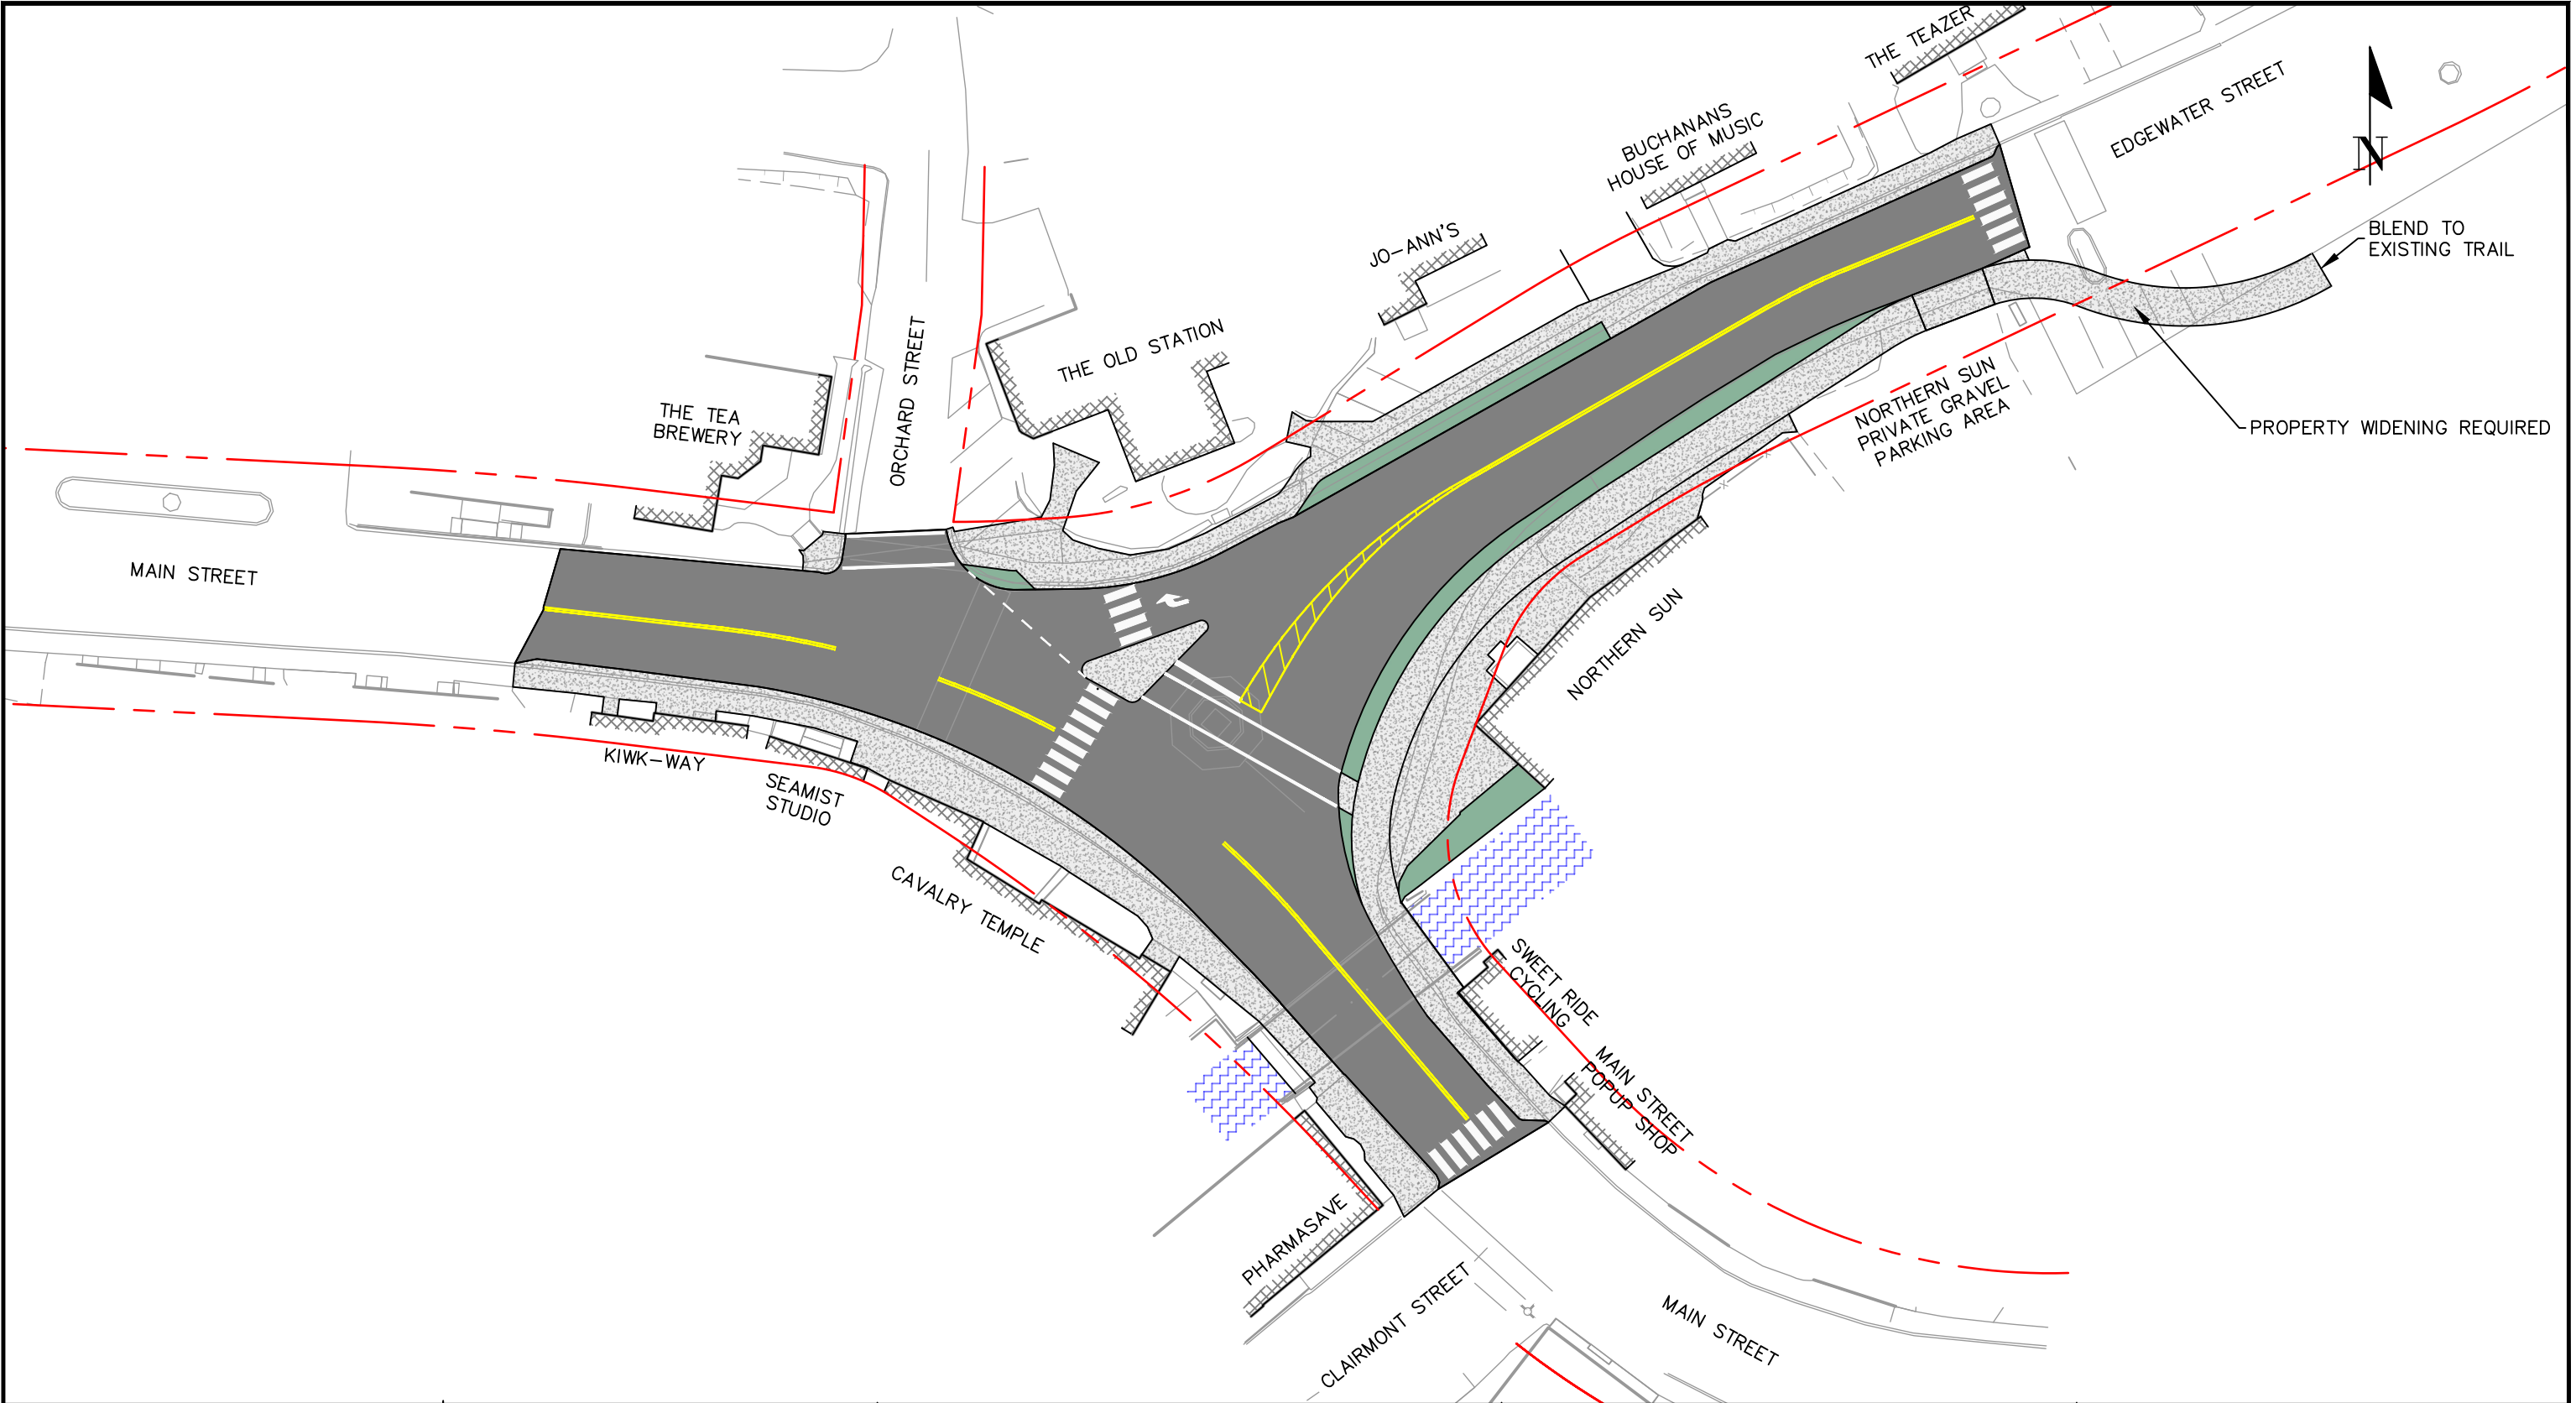 THE TEAZER
EDGEWATER STREET
N
BUCHANANS
HOUSE OF MUSIC
JO-ANN'S
BLEND TO
EXISTING TRAIL
THE OLD STATION
ORCHARD STREET
THE TEA
BREWERY
NORTHERN SUN
PRIVATE GRAVEL
PARKING AREA
PROPERTY WIDENING REQUIRED
MAIN STREET
NORTHERN SUN
KIWK-WAY
SEAMIST
STUDIO
CAVALRY TEMPLE
SWEET RIDE
CYCLING
MAIN STREET
POPUP SHOP
PHARMASAVE
CLAIRMONT STREET
MAIN STREET